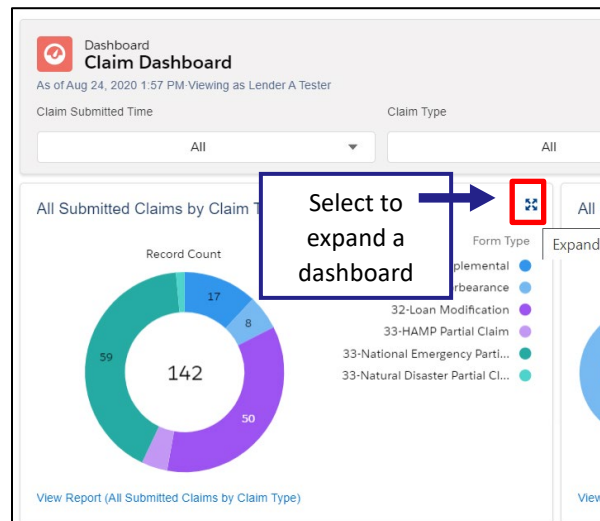 Dashboard
Claim Dashboard
As of Aug 24, 2020 1:57 PM·Viewing as Lender A Tester
Claim Submitted Time
Claim Type
All
All
All Submitted Claims by Claim T
Select to
expand a
dashboard
All
Expand
Record Count
Form Type
plemental
rbearance
32-Loan Modification
33-HAMP Partial Claim
33-National Emergency Parti...
33-Natural Disaster Partial Cl...
17
8
59
142
50
View Report (All Submitted Claims by Claim Type)
View